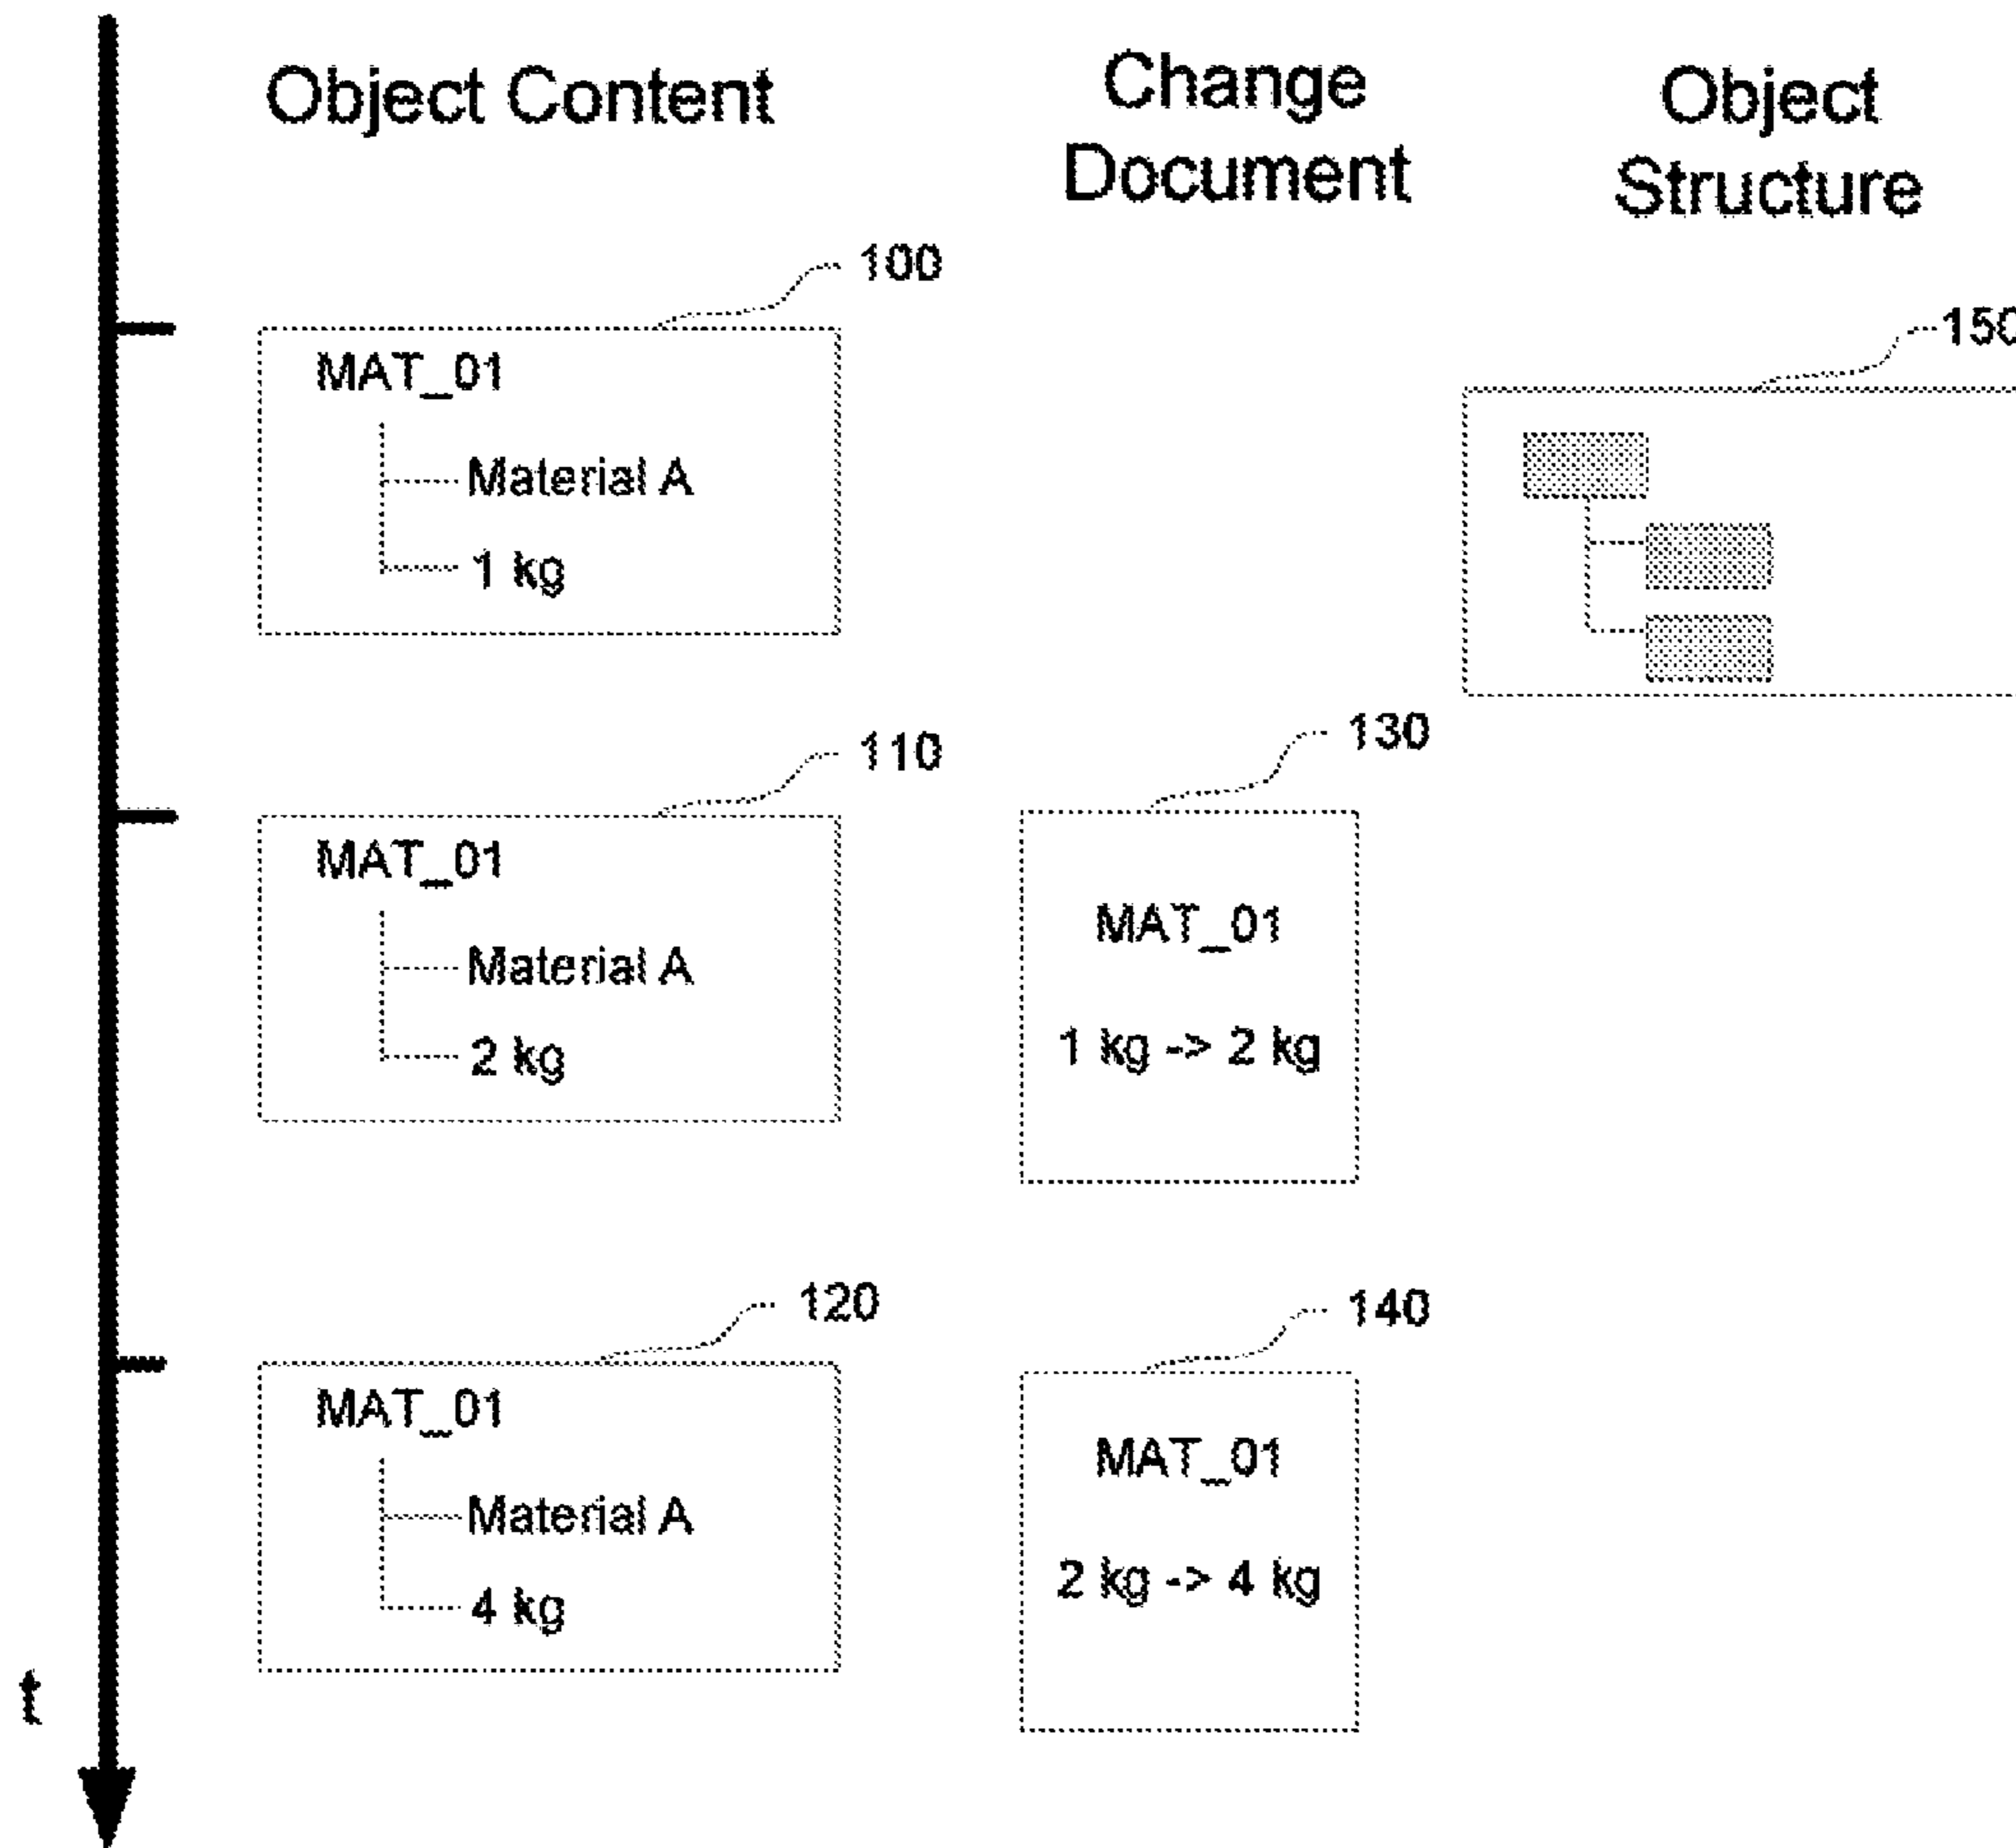 Object Content
Change
Document
Object
Structure
100
150
MAT_01
Material A
1 kg
110
130
MAT_01
Material A
2 kg
MAT_01
1 kg -> 2 kg
120
140
MAT_01
Material A
4 kg
MAT_01
2 kg -> 4 kg
t